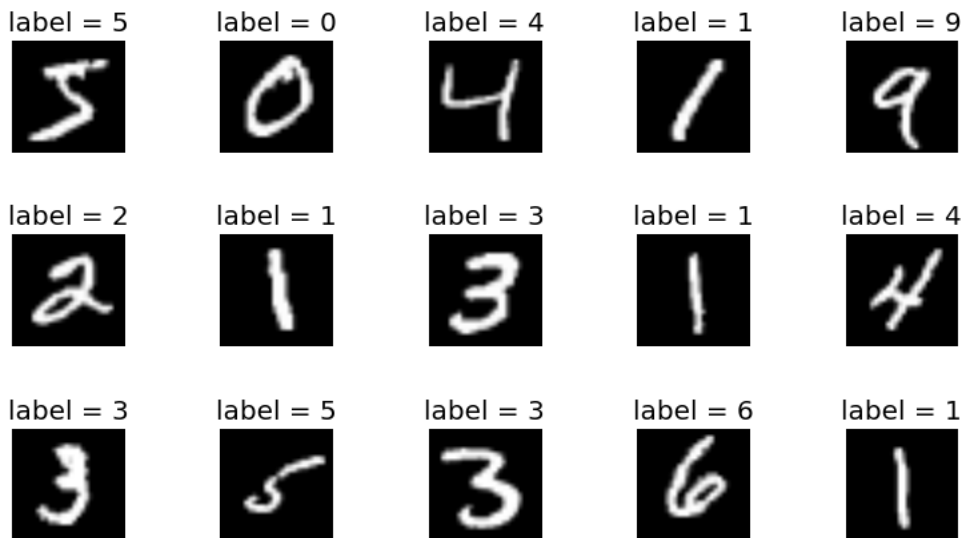 label = 5 label = 0 label = 4 label = 1 label = 9
5 0 4 1 9
label = 2 label = 1 label = 3 label = 1 label = 4
2 1 3 1 4
label = 3 label = 5 label = 3 label = 6 label = 1
3 5 3 6 1